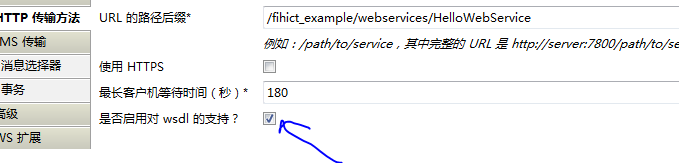 HTTP 传输方法
URL 的路径后缀*
/fihict_example/webservices/HelloWebService
MS 传输
例如：/path/to/service，其中完整的 URL 是 http://server:7800/path/to/se
消息选择器
使用 HTTPS
事务
最长客户机等待时间（秒）*
180
高级
是否启用对 wsdl 的支持？
WS 扩展